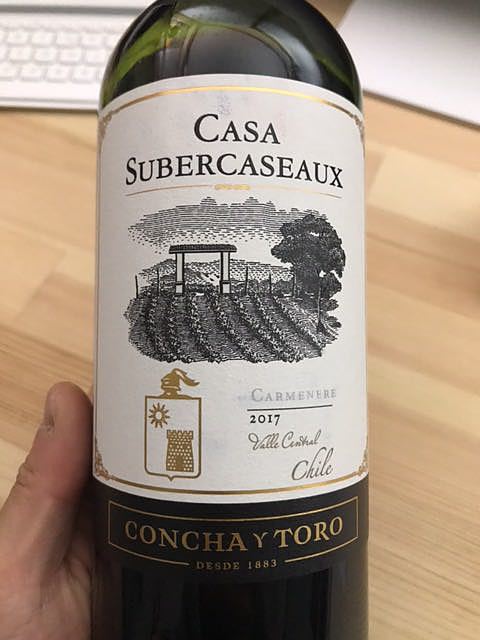 CASA
SUBERCASEAUX
CARMENERE
2017
Valle Central
Chile
CONCHA Y TORO
DESDE 1883